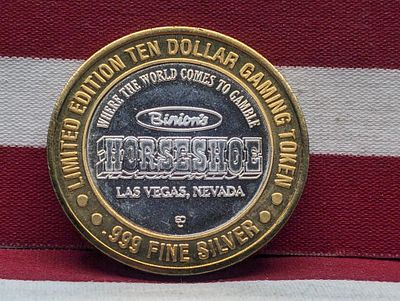 LIMITED EDITION TEN DOLLAR GAMING TOKEN
WHERE THE WORLD COMES TO GAMBLE
Binion's
HORSESHOE
LAS VEGAS, NEVADA
.999 FINE SILVER